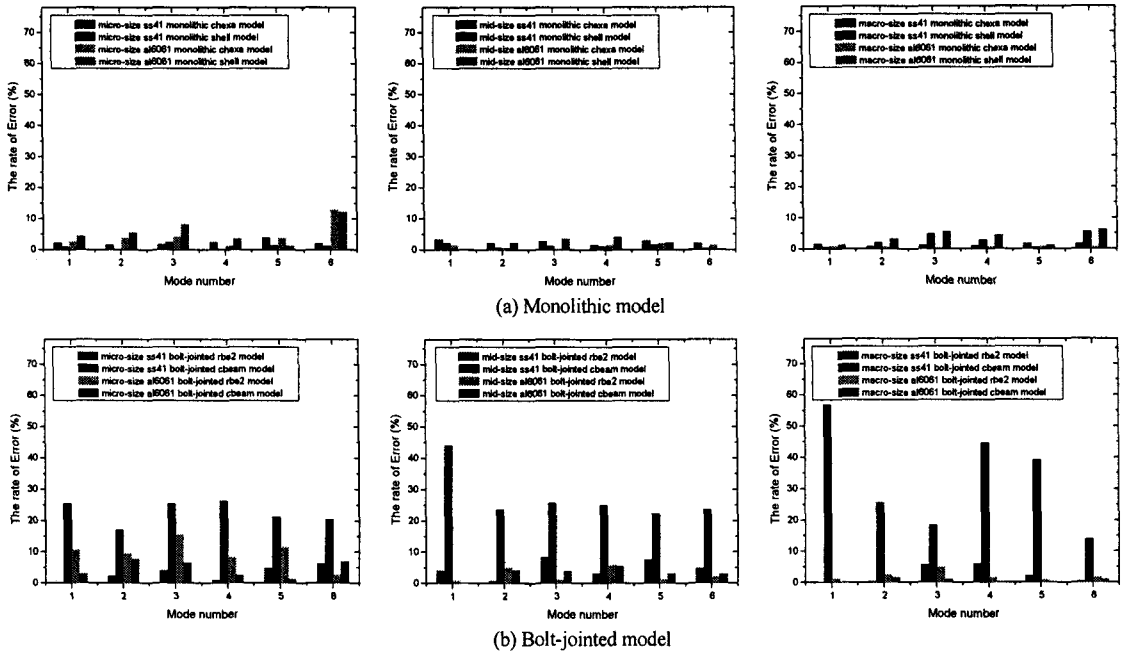 micro-size ss41 monolithic chexa model
micro-size ss41 monolithic shell model
micro-size al6061 monolithic chexa model
micro-size al6061 monolithic shell model
The rate of Error (%)
70
60
50
40
30
20
10
0
1 2 3 4 5 6
Mode number
mid-size ss41 monolithic chexa model
mid-size ss41 monolithic shell model
mid-size al6061 monolithic chexa model
mid-size al6061 monolithic shell model
The rate of Error (%)
70
60
50
40
30
20
10
0
1 2 3 4 5 6
Mode number
macro-size ss41 monolithic chexa model
macro-size ss41 monolithic shell model
macro-size al6061 monolithic chexa model
macro-size al6061 monolithic shell model
The rate of Error (%)
70
60
50
40
30
20
10
0
1 2 3 4 5 6
Mode number
(a) Monolithic model
micro-size ss41 bolt-jointed rbe2 model
micro-size ss41 bolt-jointed cbeam model
micro-size al6061 bolt-jointed rbe2 model
micro-size al6061 bolt-jointed cbeam model
The rate of Error (%)
70
60
50
40
30
20
10
0
1 2 3 4 5 6
Mode number
mid-size ss41 bolt-jointed rbe2 model
mid-size ss41 bolt-jointed cbeam model
mid-size al6061 bolt-jointed rbe2 model
mid-size al6061 bolt-jointed cbeam model
The rate of Error (%)
70
60
50
40
30
20
10
0
1 2 3 4 5 6
Mode number
macro-size ss41 bolt-jointed rbe2 model
macro-size ss41 bolt-jointed cbeam model
macro-size al6061 bolt-jointed rbe2 model
macro-size al6061 bolt-jointed cbeam model
The rate of Error (%)
70
60
50
40
30
20
10
0
1 2 3 4 5 6
Mode number
(b) Bolt-jointed model